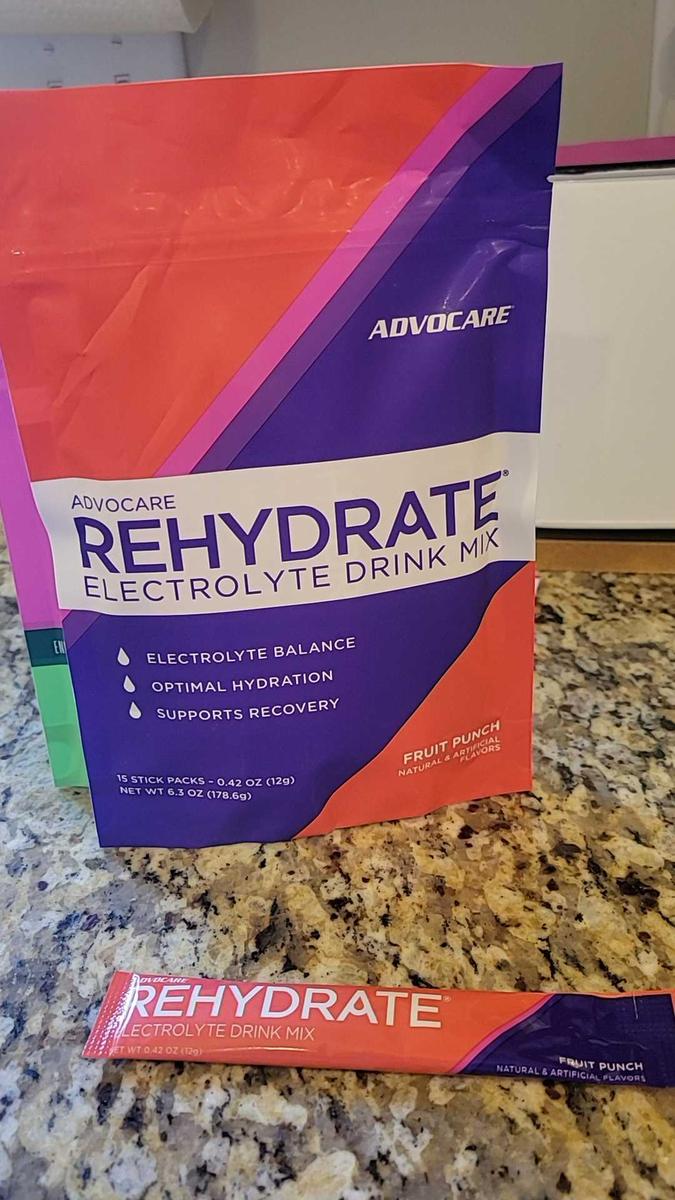 ADVOCARE®
ADVOCARE
REHYDRATE®
ELECTROLYTE DRINK MIX
ELECTROLYTE BALANCE
OPTIMAL HYDRATION
SUPPORTS RECOVERY
FRUIT PUNCH
NATURAL & ARTIFICIAL
FLAVORS
15 STICK PACKS - 0.42 OZ (12g)
NET WT 6.3 OZ (178.6g)
EN
ADVOCARE
REHYDRATE®
ELECTROLYTE DRINK MIX
NET WT 0.42 OZ (12g)
FRUIT PUNCH
NATURAL & ARTIFICIAL FLAVORS